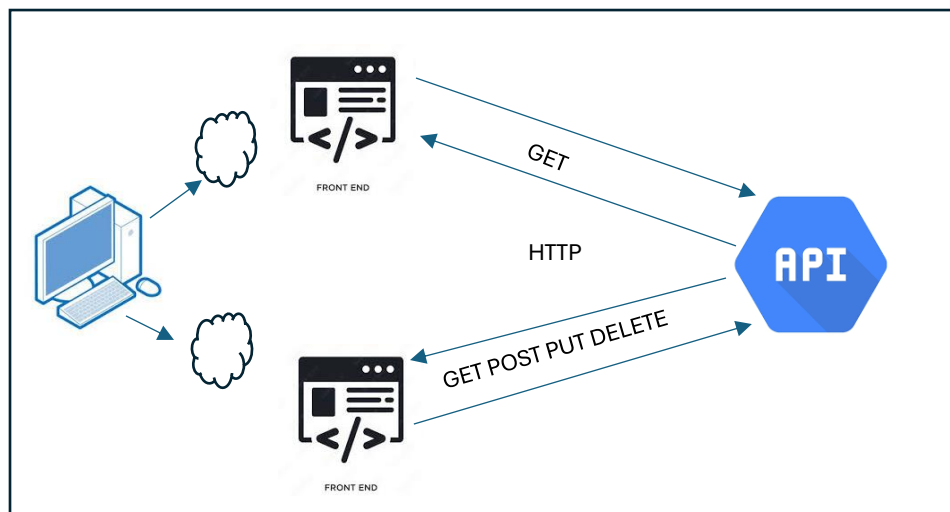 FRONT END
GET
HTTP
API
GET POST PUT DELETE
FRONT END